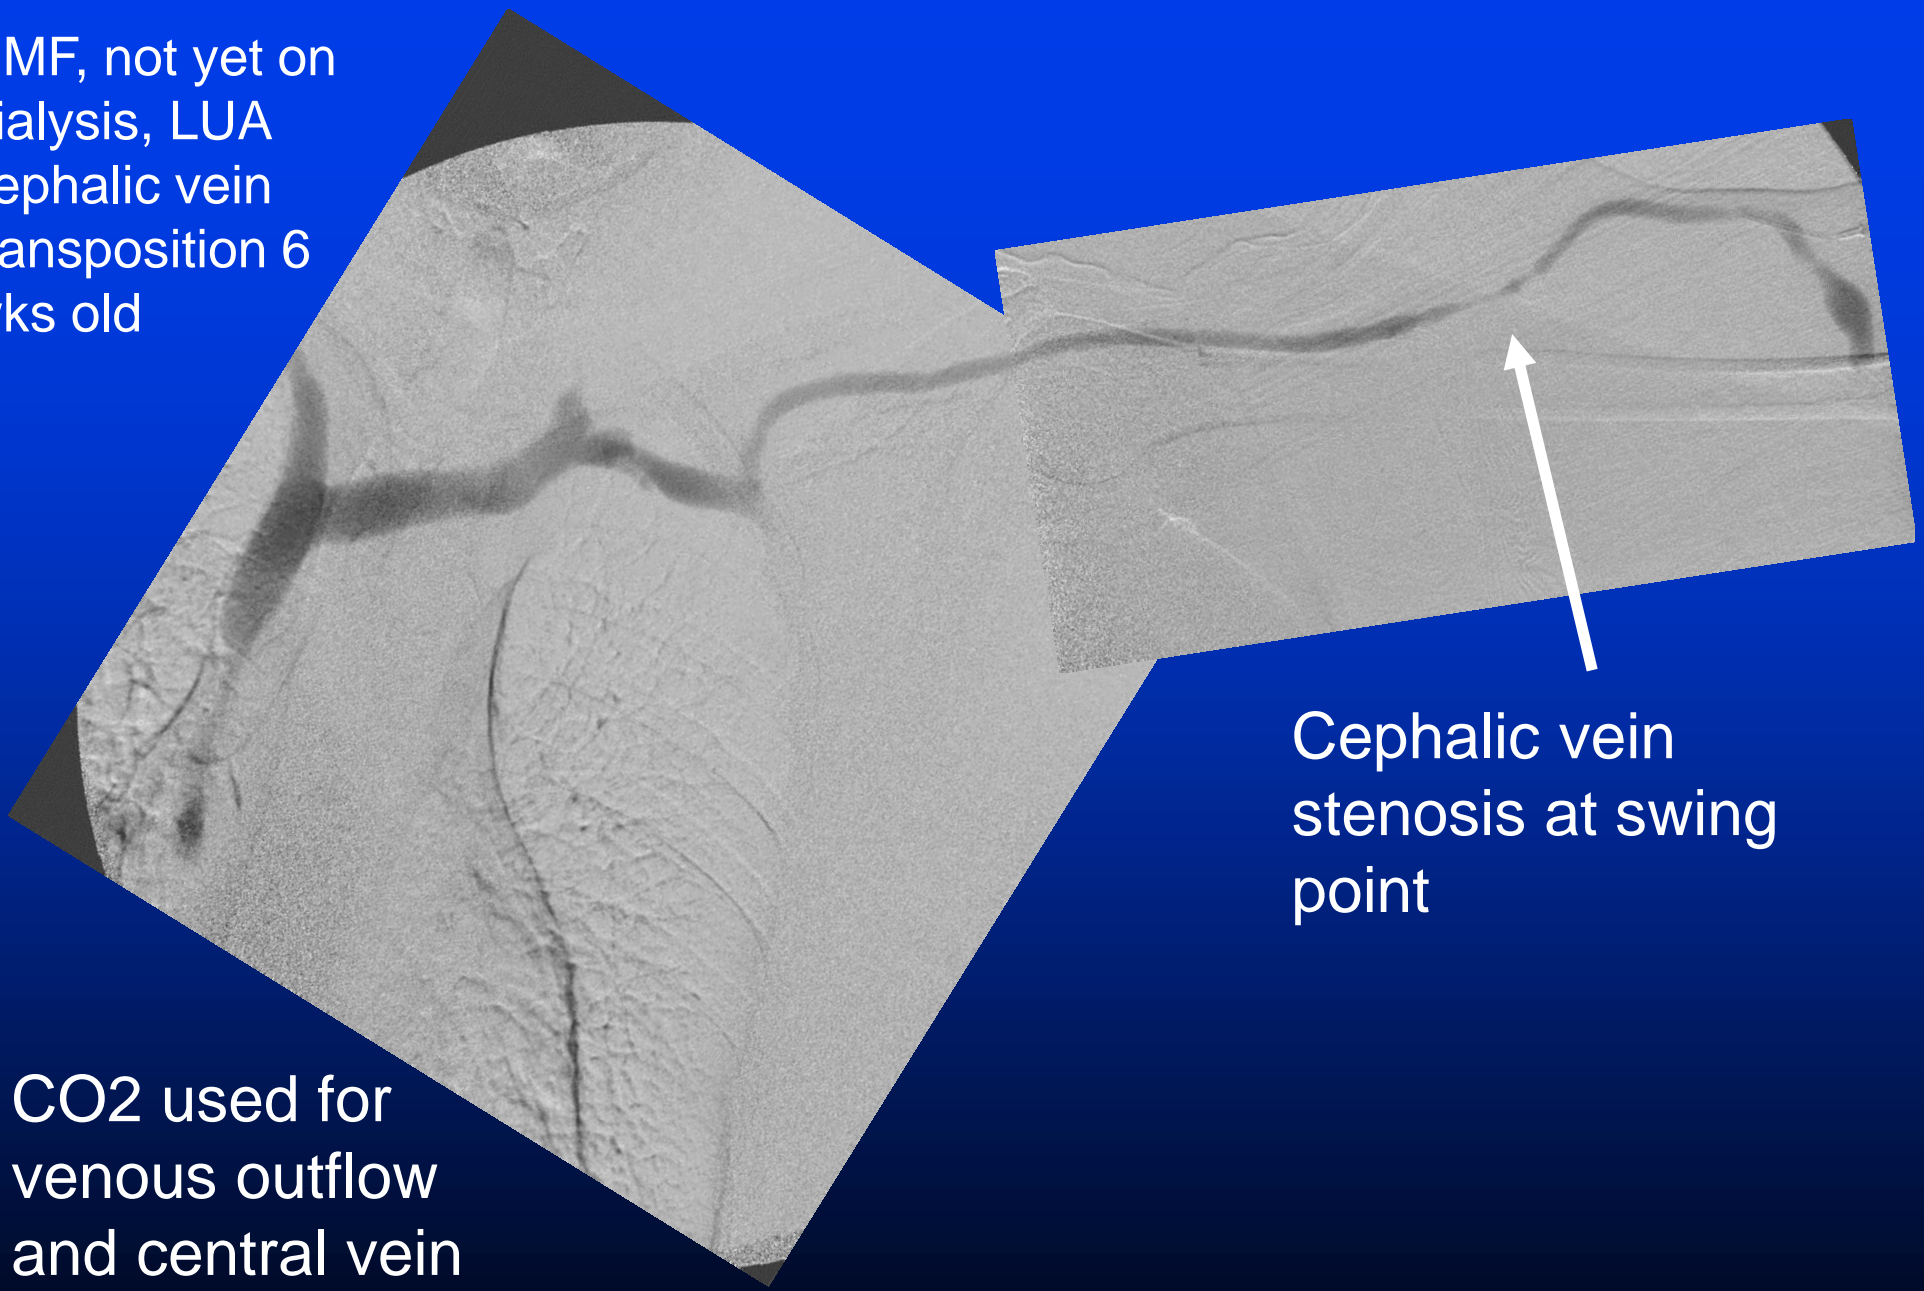 MF, not yet on
ialysis, LUA
ephalic vein
ansposition 6
ks old
Cephalic vein
stenosis at swing
point
CO2 used for
venous outflow
and central vein